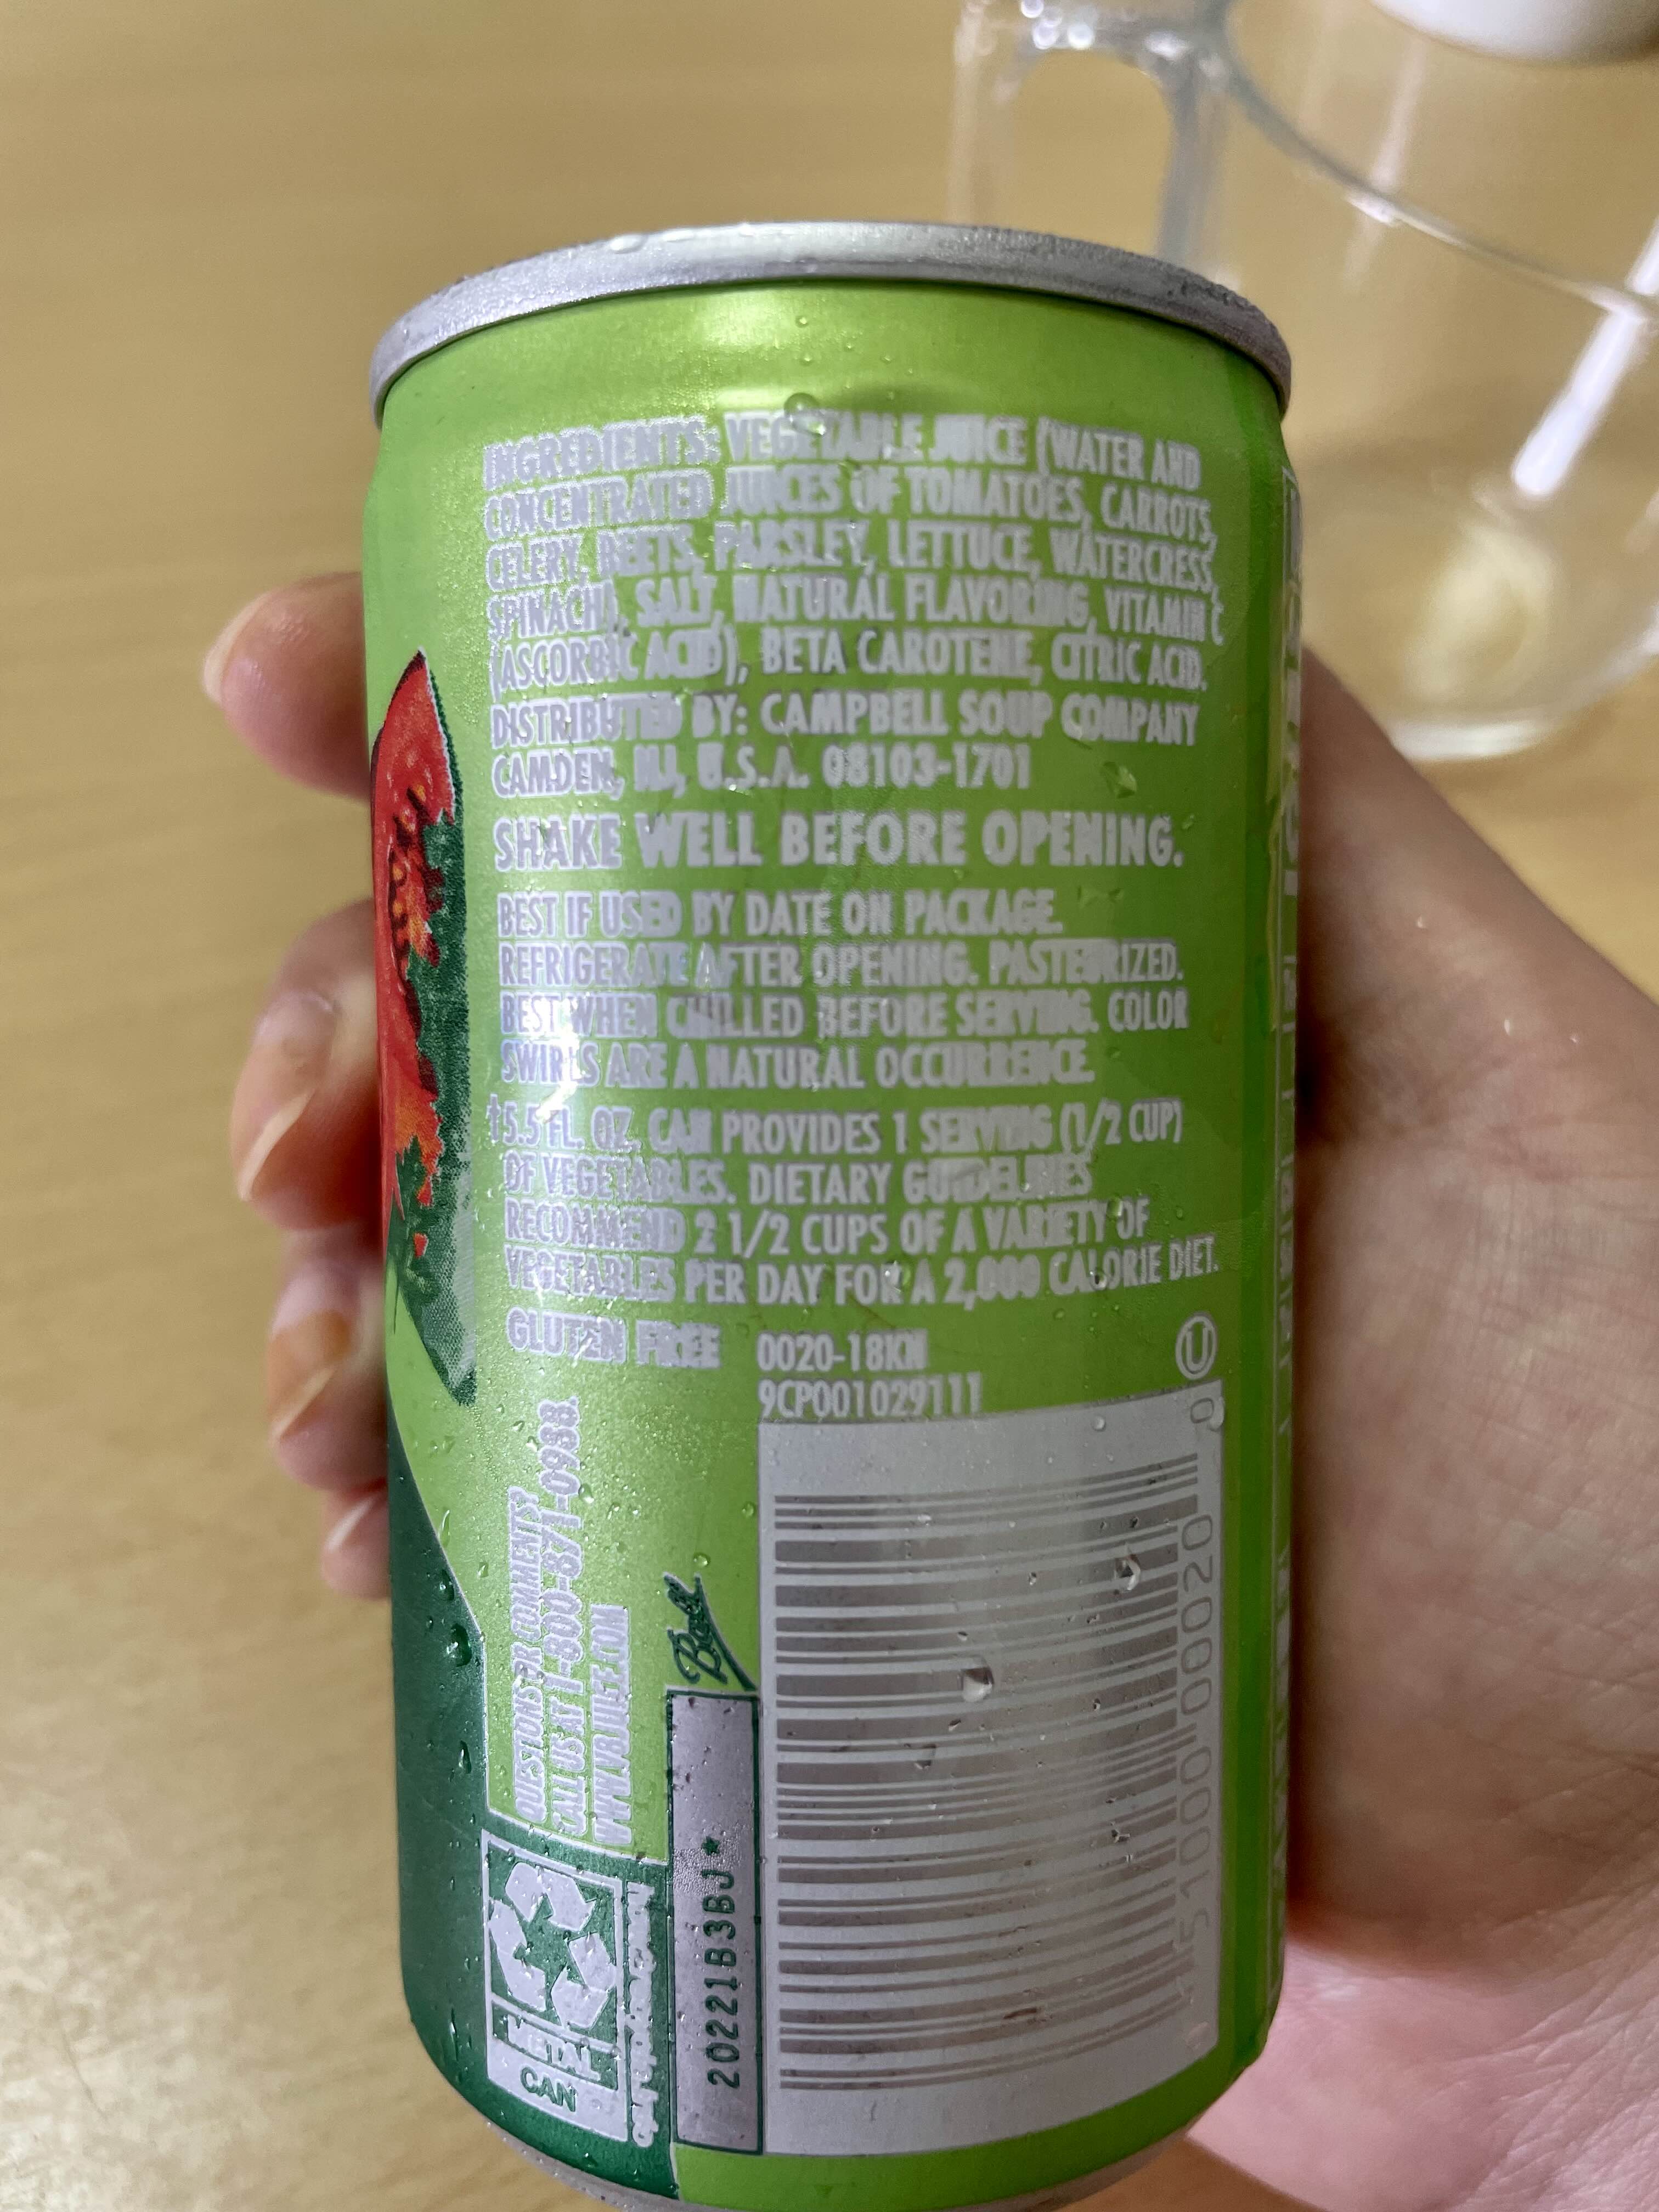 INGREDIENTS: VEGETABLE JUICE (WATER AND
CONCENTRATED JUICES OF TOMATOES, CARROTS,
CELERY, BEETS, PARSLEY, LETTUCE, WATERCRESS,
SPINACH), SALT, NATURAL FLAVORING, VITAMIN C
(ASCORBIC ACID), BETA CAROTENE, CITRIC ACID.
DISTRIBUTED BY: CAMPBELL SOUP COMPANY
CAMDEN, NJ, U.S.A. 08103-1701
SHAKE WELL BEFORE OPENING.
BEST IF USED BY DATE ON PACKAGE.
REFRIGERATE AFTER OPENING. PASTEURIZED.
BEST WHEN CHILLED BEFORE SERVING. COLOR
SWIRLS ARE A NATURAL OCCURRENCE.
†5.5 FL. OZ. CAN PROVIDES 1 SERVING (1/2 CUP)
OF VEGETABLES. DIETARY GUIDELINES
RECOMMEND 2 1/2 CUPS OF A VARIETY OF
VEGETABLES PER DAY FOR A 2,000 CALORIE DIET.
GLUTEN FREE
0020-18KN
9CP001029111
U
QUESTIONS OR COMMENTS?
CALL US AT 1-800-871-0988.
WWW.V8JUICE.COM
Ball
20221B3BJ*
METAL
CAN
0 51000 00020 0